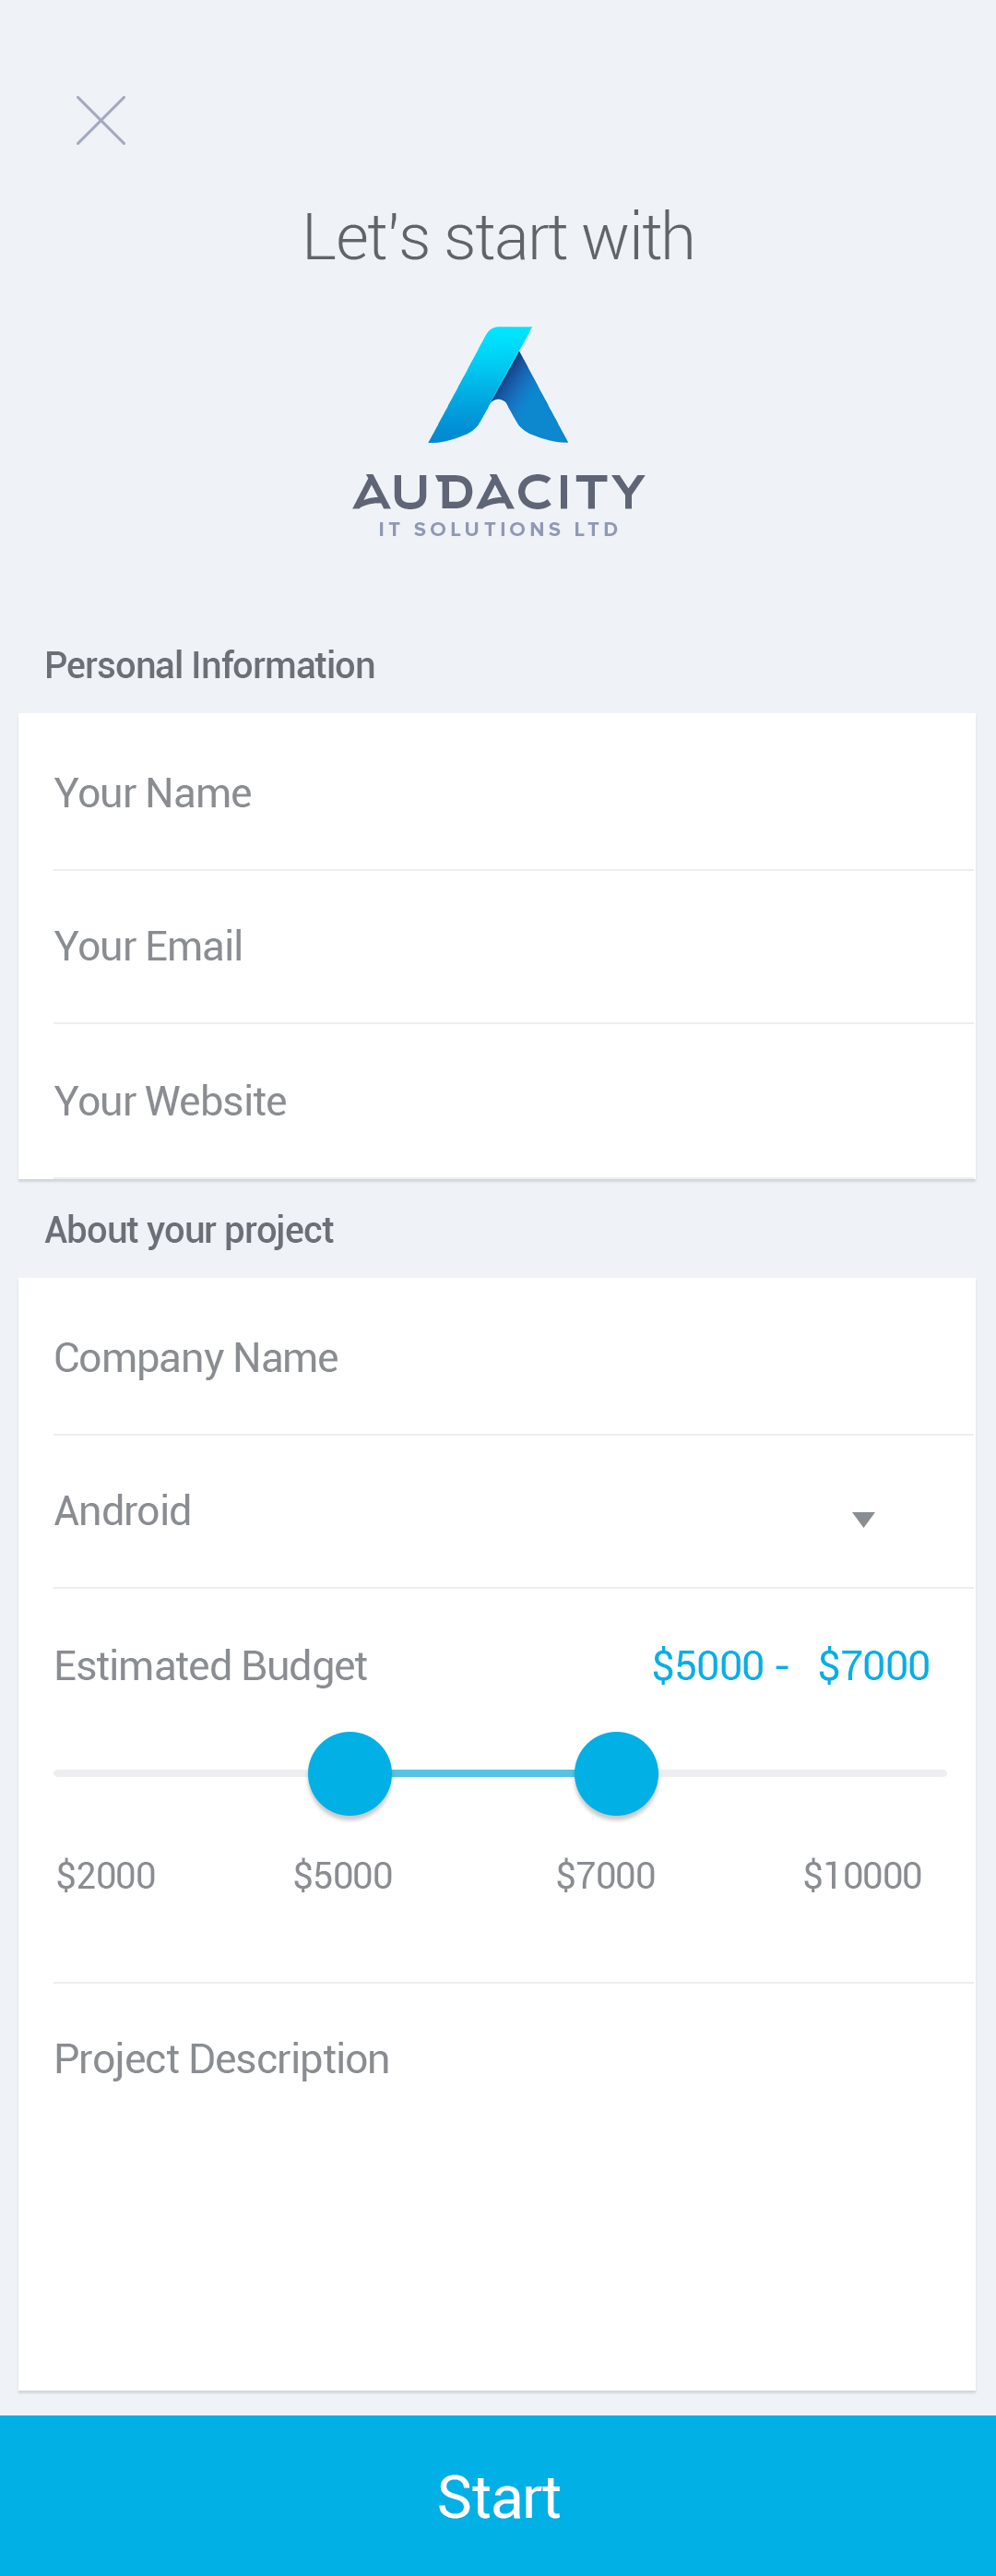 Let's start with
AUDACITY
IT SOLUTIONS LTD
Personal Information
Your Name
Your Email
Your Website
About your project
Company Name
Android
Estimated Budget $5000 - $7000
$2000 $5000 $7000 $10000
Project Description
Start